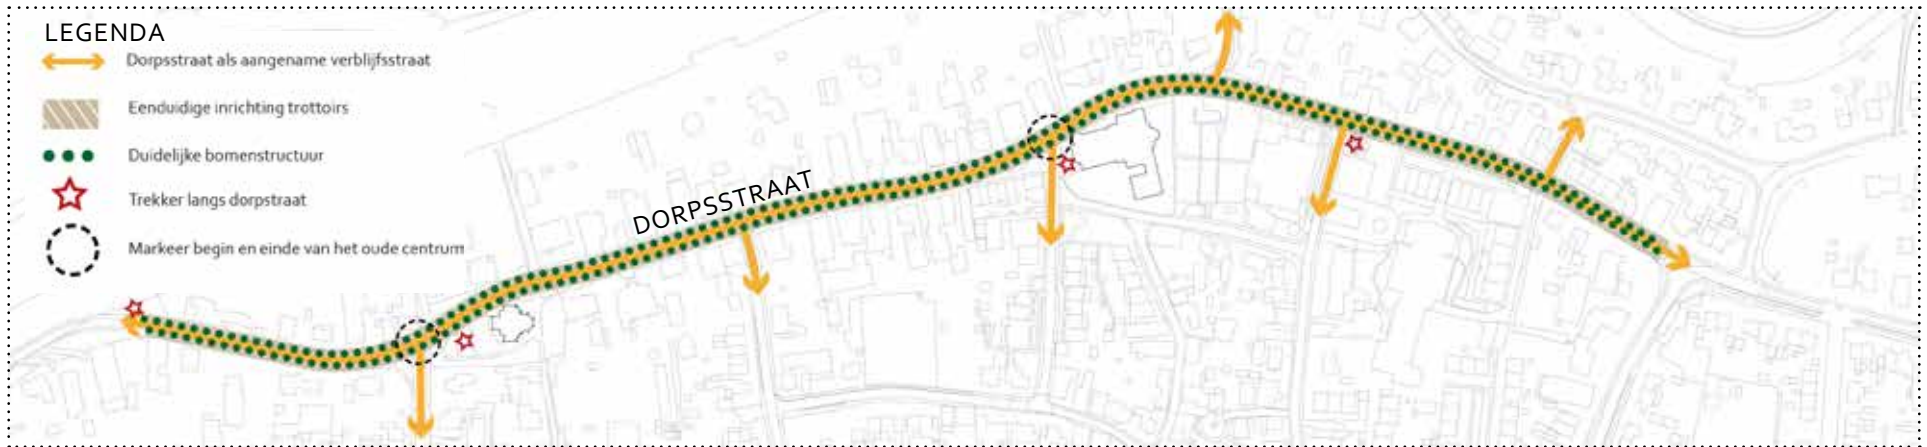 LEGENDA
Dorpsstraat als aangename verblijfsstraat
Eenduidige inrichting trottoirs
Duidelijke bomenstructuur
Trekker langs dorpstraat
Markeer begin en einde van het oude centrum
DORPSSTRAAT